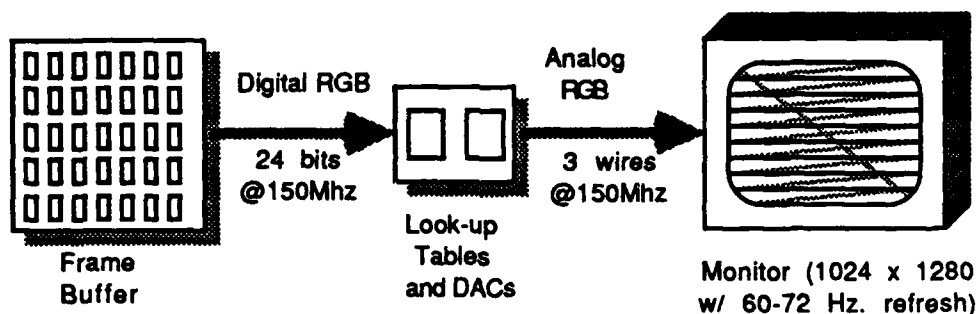 Digital RGB
24 bits
@150Mhz
Analog
RGB
3 wires
@150Mhz
Frame
Buffer
Look-up
Tables
and DACs
Monitor (1024 x 1280
w/ 60-72 Hz. refresh)